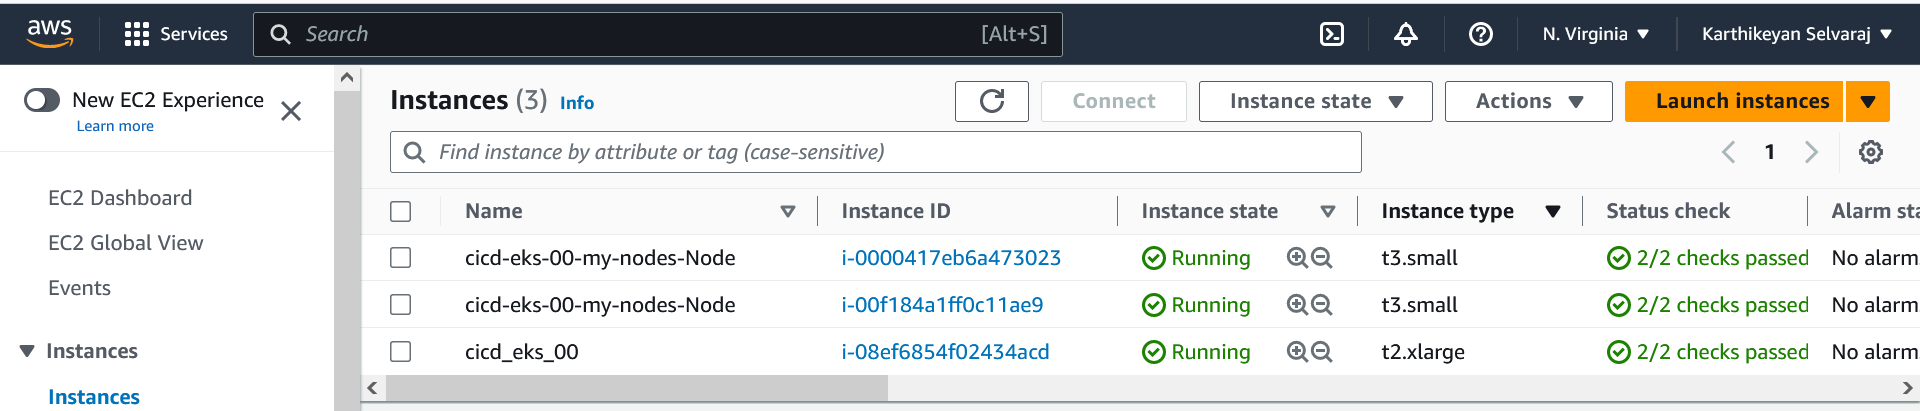 aws Services Search [Alt+S] N. Virginia Karthikeyan Selvaraj
New EC2 Experience
Learn more
EC2 Dashboard
EC2 Global View
Events
Instances
Instances
Instances (3) Info Connect Instance state Actions Launch instances
Find instance by attribute or tag (case-sensitive) 1
Name Instance ID Instance state Instance type Status check Alarm sta
cicd-eks-00-my-nodes-Node i-0000417eb6a473023 Running t3.small 2/2 checks passed No alarm
cicd-eks-00-my-nodes-Node i-00f184a1ff0c11ae9 Running t3.small 2/2 checks passed No alarm
cicd_eks_00 i-08ef6854f02434acd Running t2.xlarge 2/2 checks passed No alarm